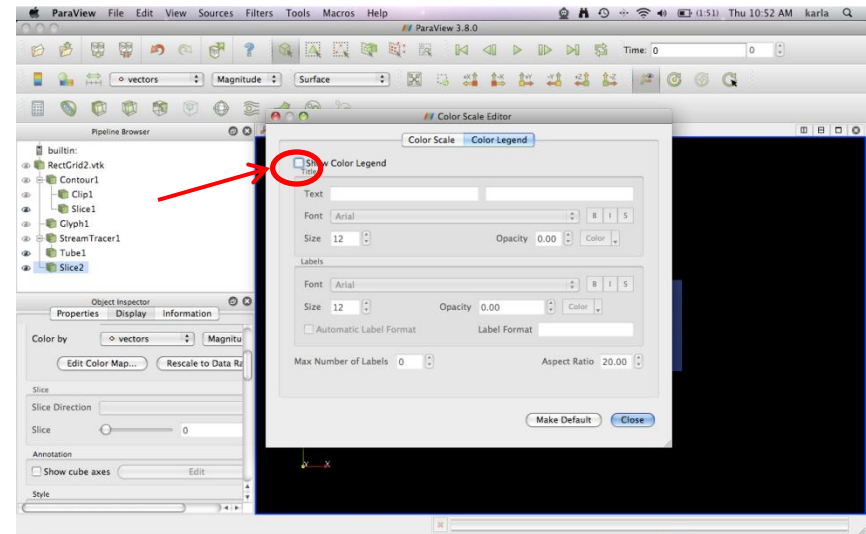 ParaView File Edit View Sources Filters Tools Macros Help (1:51) Thu 10:52 AM karla
ParaView 3.8.0
Time: 0 0
vectors Magnitude Surface
Color Scale Editor
Pipeline Browser
Color Scale Color Legend
builtin:
RectGrid2.vtk
Contour1
Clip1
Slice1
Glyph1
StreamTracer1
Tube1
Slice2
Show Color Legend
Title
Text
Font Arial B I S
Size 12 Opacity 0.00 Color
Labels
Font Arial B I S
Size 12 Opacity 0.00 Color
Automatic Label Format Label Format
Max Number of Labels 0 Aspect Ratio 20.00
Make Default Close
Object Inspector
Properties Display Information
Color by vectors Magnitu
Edit Color Map... Rescale to Data Ra
Slice
Slice Direction
Slice 0
Annotation
Show cube axes Edit
Style
Y X